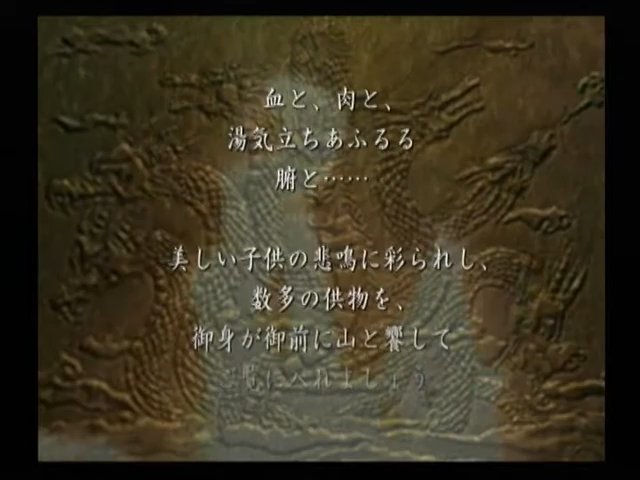 血と、肉と、
湯気立ちあふるる
腑と……
美しい子供の悲鳴に彩られし、
数多の供物を、
御身が御前に山と饗して
ご覧に入れましょう